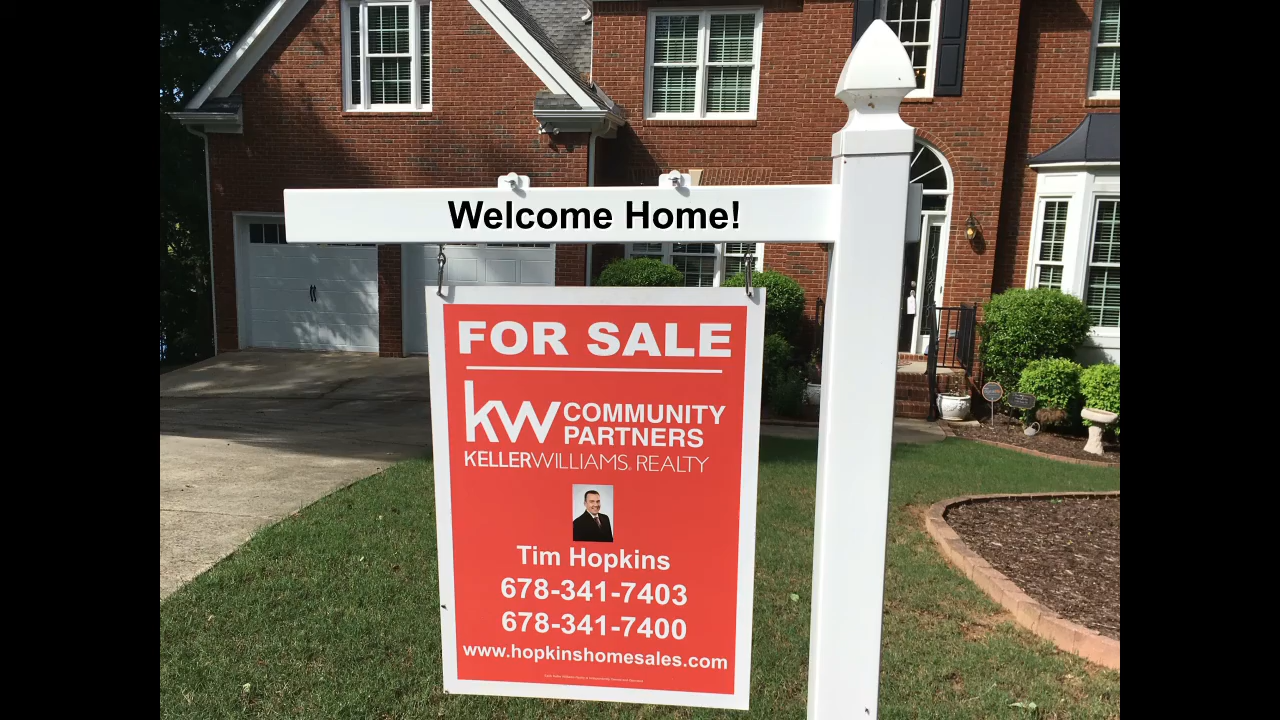 Welcome Home!
FOR SALE
kw COMMUNITY
PARTNERS
KELLERWILLIAMS. REALTY
Tim Hopkins
678-341-7403
678-341-7400
www.hopkinshomesales.com